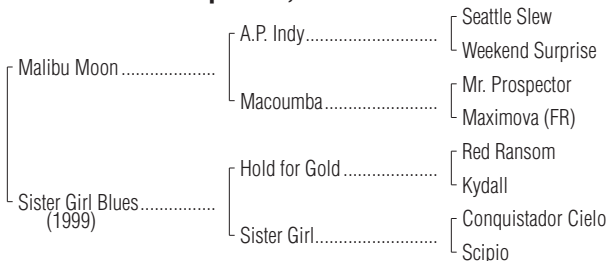 Seattle Slew
A.P. Indy
Weekend Surprise
Malibu Moon
Mr. Prospector
Macoumba
Maximova (FR)
Red Ransom
Hold for Gold
Kydall
Sister Girl Blues
(1999)
Conquistador Cielo
Sister Girl
Scipio